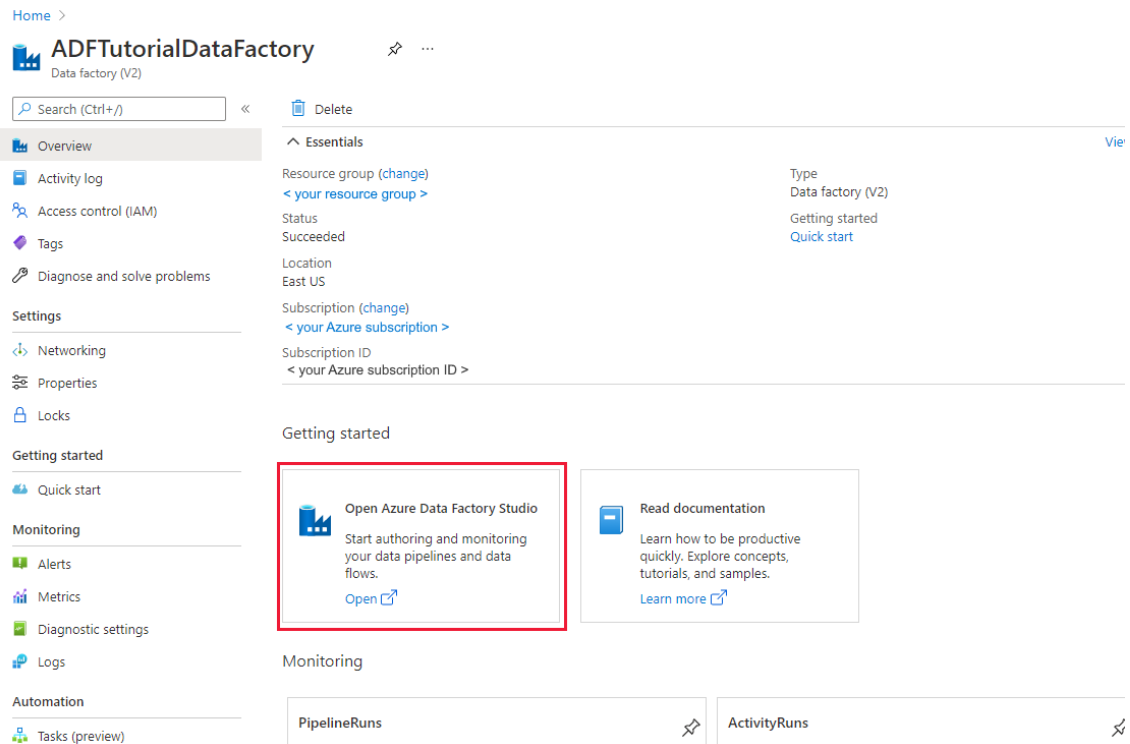 Home
ADFTutorialDataFactory
Data factory (V2)
Search (Ctrl+/)
Overview
Activity log
Access control (IAM)
Tags
Diagnose and solve problems
Settings
Networking
Properties
Locks
Getting started
Quick start
Monitoring
Alerts
Metrics
Diagnostic settings
Logs
Automation
Tasks (preview)
Delete
Essentials
Resource group (change)
< your resource group >
Status
Succeeded
Location
East US
Subscription (change)
< your Azure subscription >
Subscription ID
< your Azure subscription ID >
Type
Data factory (V2)
Getting started
Quick start
Getting started
Open Azure Data Factory Studio
Start authoring and monitoring
your data pipelines and data
flows.
Open
Read documentation
Learn how to be productive
quickly. Explore concepts,
tutorials, and samples.
Learn more
Monitoring
PipelineRuns
ActivityRuns